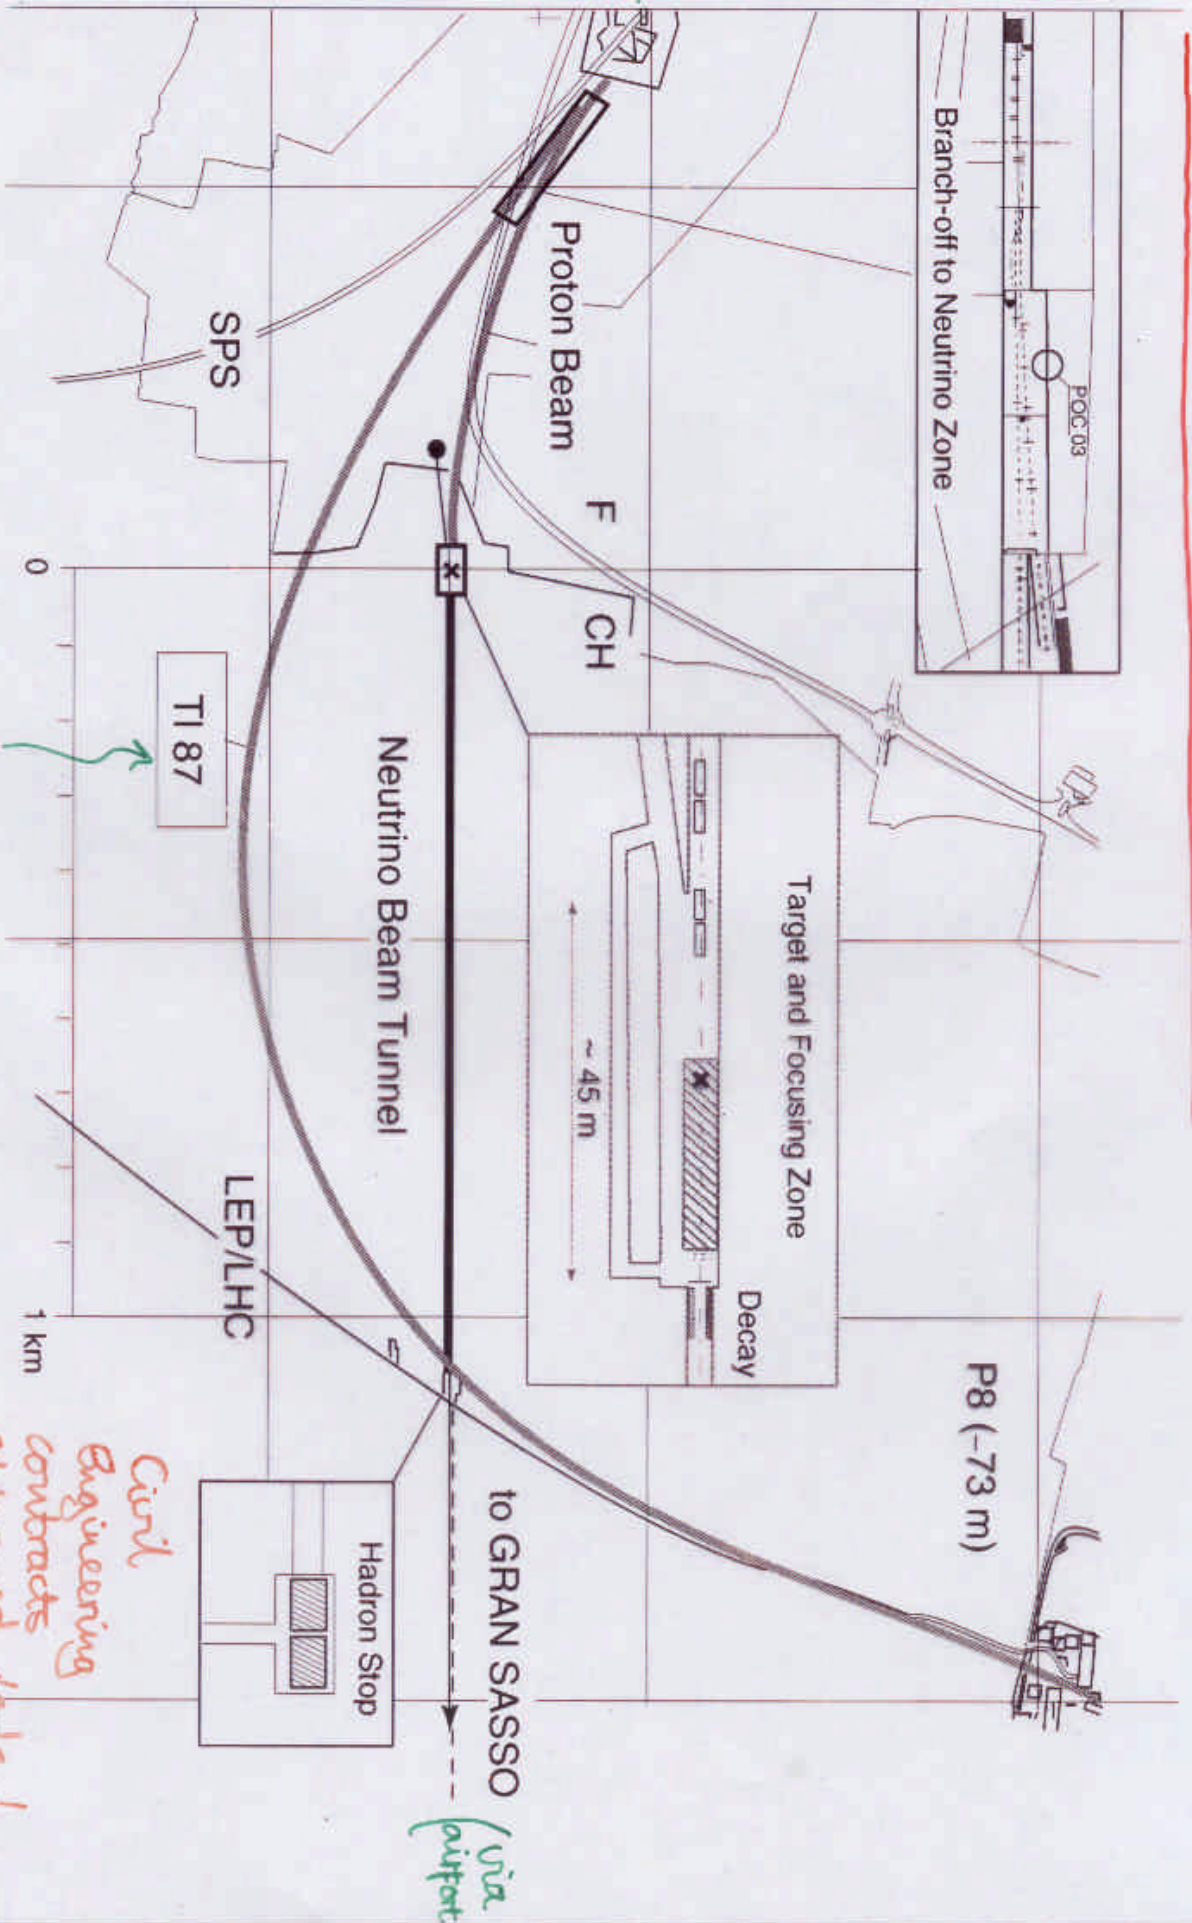 Branch-off to Neutrino Zone
POC 03
Proton Beam
SPS
F
CH
Target and Focusing Zone
~ 45 m
Decay
P8 (-73 m)
Neutrino Beam Tunnel
TI 87
LEP/LHC
to GRAN SASSO
(via
airport
Hadron Stop
0
1 km
Civil
Engineering
contracts